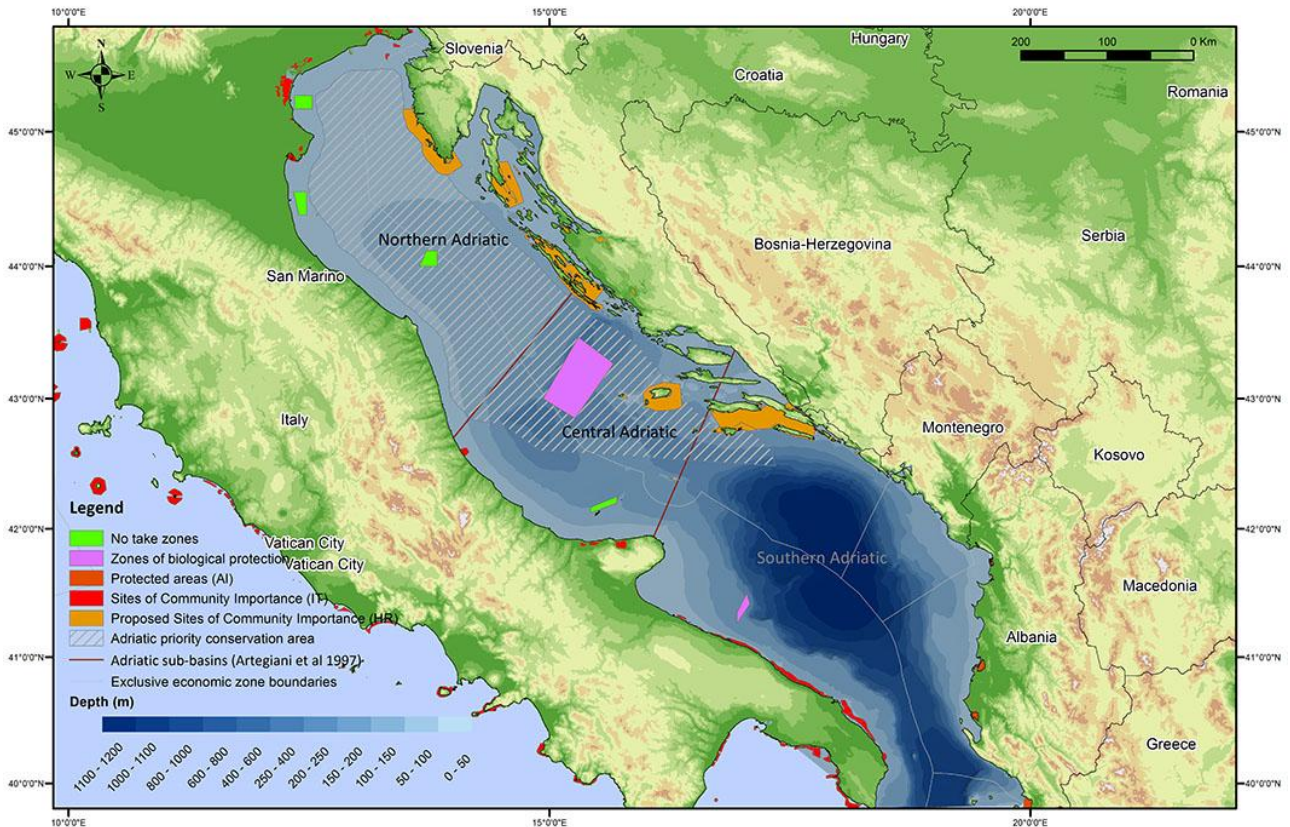 10°0'0"E
15°0'0"E
20°0'0"E
N
W
E
S
Slovenia
Hungary
200
100
0 Km
Croatia
Romania
45°0'0"N
45°0'0"N
Northern Adriatic
Bosnia-Herzegovina
Serbia
44°0'0"N
San Marino
44°0'0"N
43°0'0"N
Italy
Central Adriatic
Montenegro
43°0'0"N
Kosovo
Legend
No take zones
Zones of biological protection
Protected areas (Al)
Sites of Community Importance (IT)
Proposed Sites of Community Importance (HR)
Adriatic priority conservation area
Adriatic sub-basins (Artegiani et al 1997)
Exclusive economic zone boundaries
42°0'0"N
Vatican City
Vatican City
Southern Adriatic
42°0'0"N
Macedonia
Albania
41°0'0"N
41°0'0"N
Depth (m)
1100 - 1200
1000 - 1100
800 - 1000
600 - 800
400 - 600
250 - 400
200 - 250
150 - 200
100 - 150
50 - 100
0 - 50
Greece
40°0'0"N
40°0'0"N
10°0'0"E
15°0'0"E
20°0'0"E